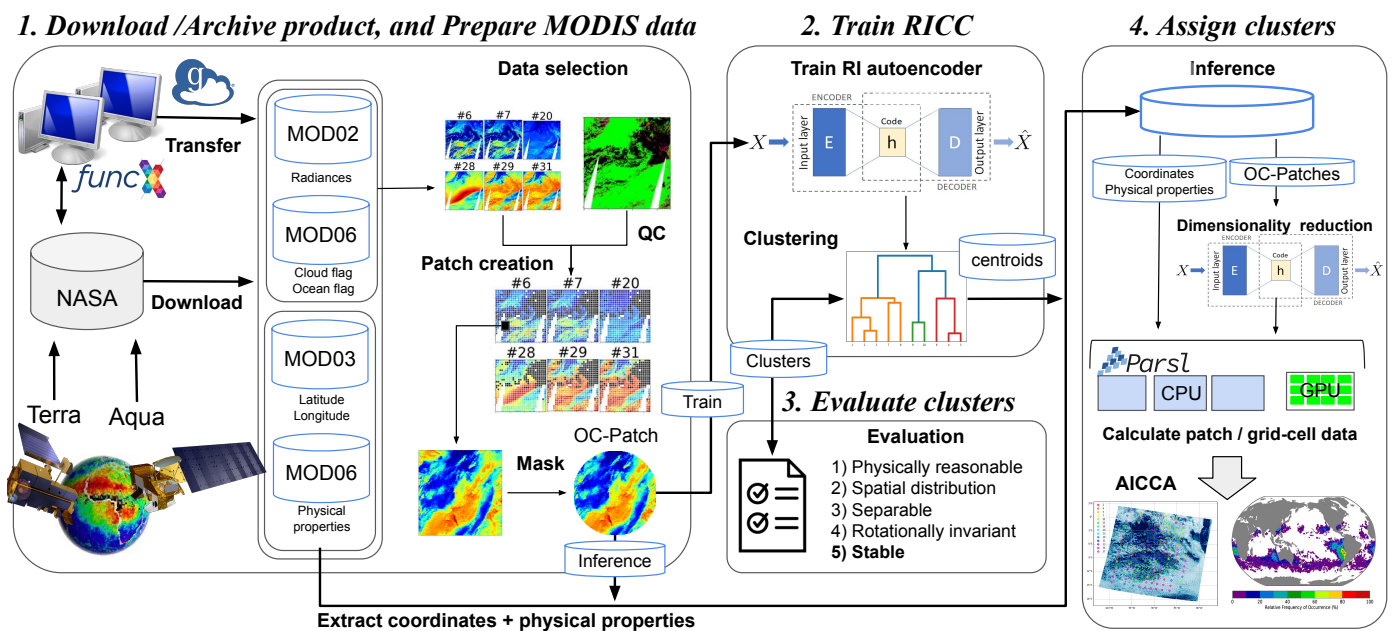 1. Download /Archive product, and Prepare MODIS data
g
Transfer
funcX
NASA
Download
Terra
Aqua
MOD02
Radiances
MOD06
Cloud flag
Ocean flag
MOD03
Latitude
Longitude
MOD06
Physical
properties
Data selection
#6 #7 #20
#28 #29 #31
QC
Patch creation
#6 #7 #20
#28 #29 #31
OC-Patch
Mask
Inference
Train
Extract coordinates + physical properties
2. Train RICC
Train RI autoencoder
ENCODER
X
Input layer
E
Code
h
D
Output layer
X̂
DECODER
Clustering
centroids
Clusters
3. Evaluate clusters
Evaluation
1) Physically reasonable
2) Spatial distribution
3) Separable
4) Rotationally invariant
5) Stable
4. Assign clusters
Inference
Coordinates
Physical properties
OC-Patches
Dimensionality reduction
ENCODER
X
Input layer
E
Code
h
D
Output layer
X̂
DECODER
Parsl
CPU
GPU
Calculate patch / grid-cell data
AICCA
0 20 40 60 80 100
Relative Frequency of Occurrence (%)